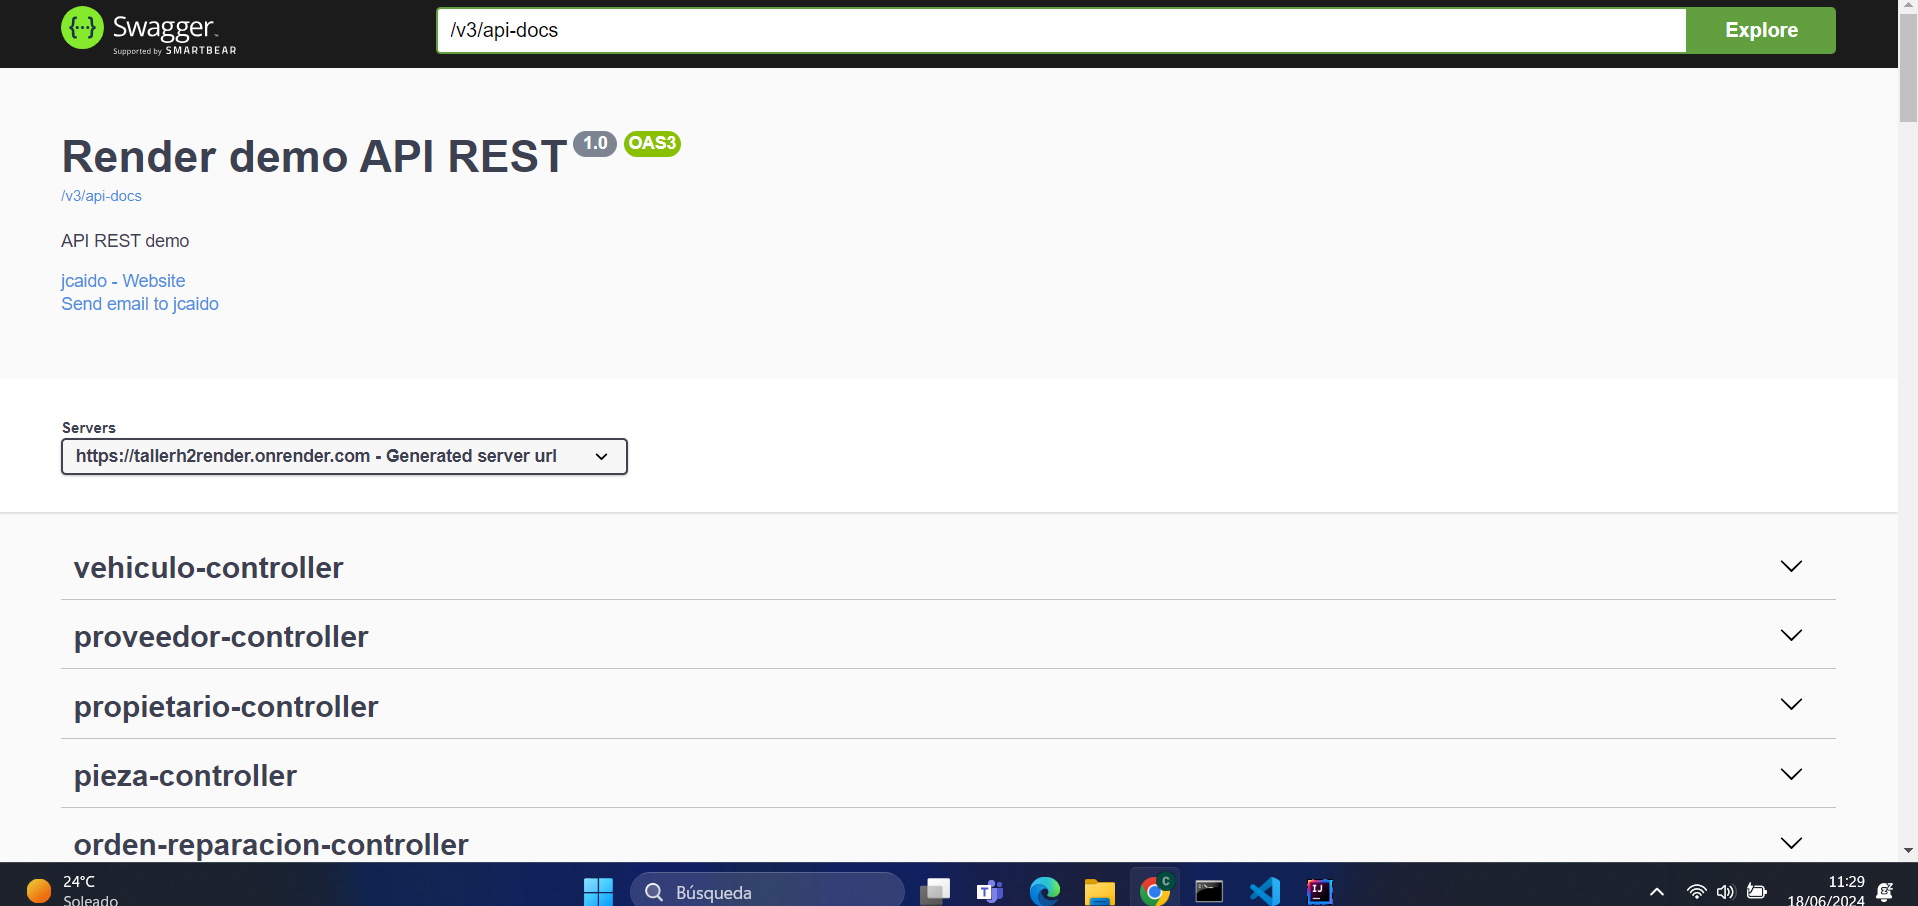 Swagger
Supported by SMARTBEAR
/v3/api-docs
Explore
Render demo API REST 1.0 OAS3
/v3/api-docs
API REST demo
jcaido - Website
Send email to jcaido
Servers
https://tallerh2render.onrender.com - Generated server url
vehiculo-controller
proveedor-controller
propietario-controller
pieza-controller
orden-reparacion-controller
24°C
Soleado
Búsqueda
11:29
18/06/2024